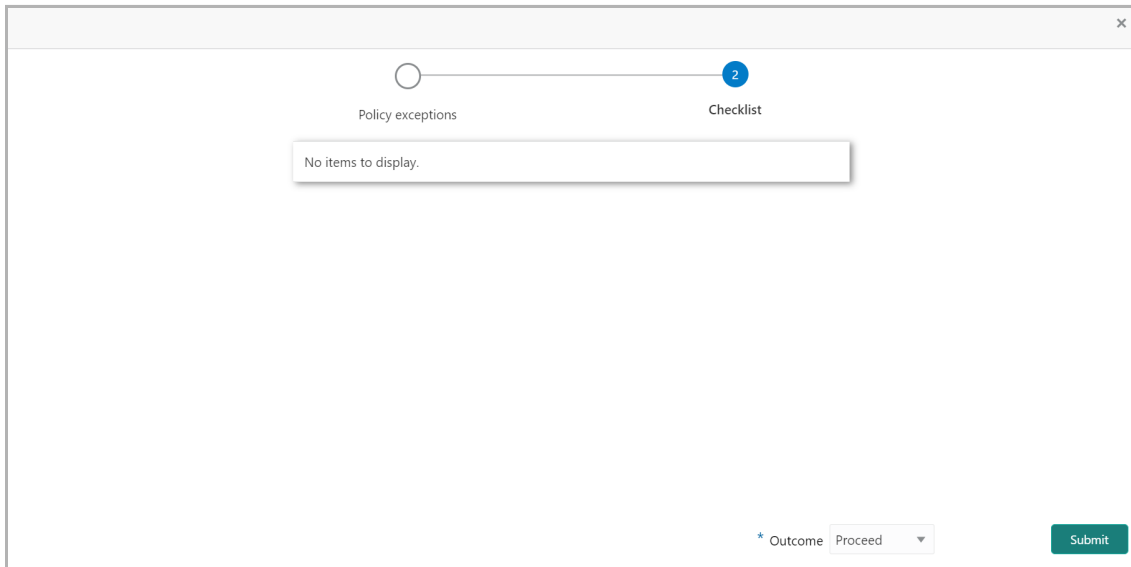 ×
2
Policy exceptions
Checklist
No items to display.
* Outcome Proceed
Submit